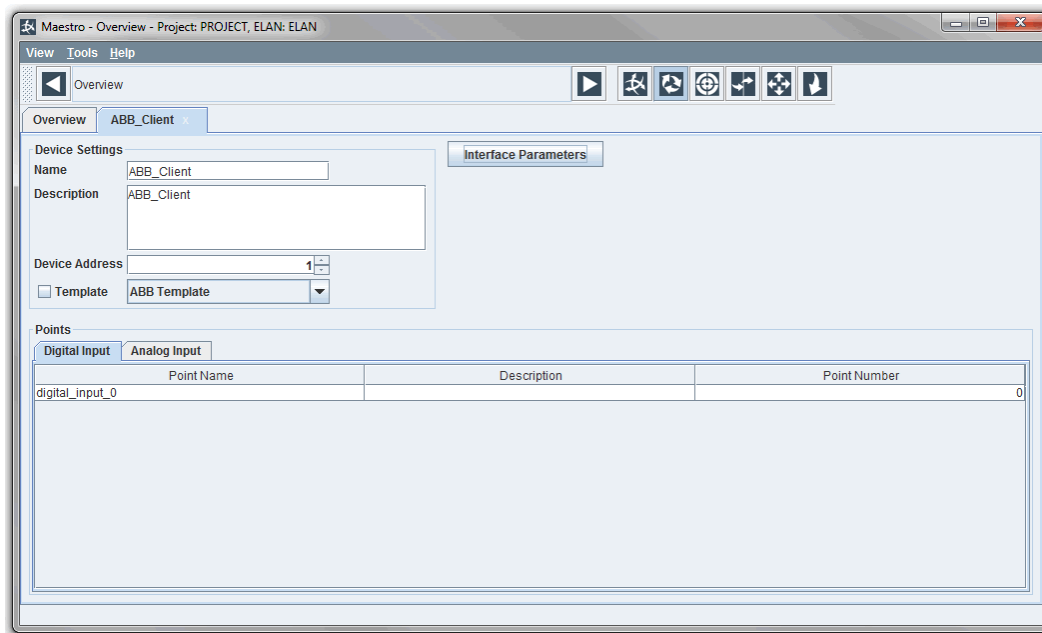 Maestro - Overview - Project: PROJECT, ELAN: ELAN
View Tools Help
Overview
Overview ABB_Client x
Device Settings
Interface Parameters
Name ABB_Client
Description ABB_Client
Device Address 1
Template ABB Template
Points
Digital Input Analog Input
Point Name Description Point Number
digital_input_0 0